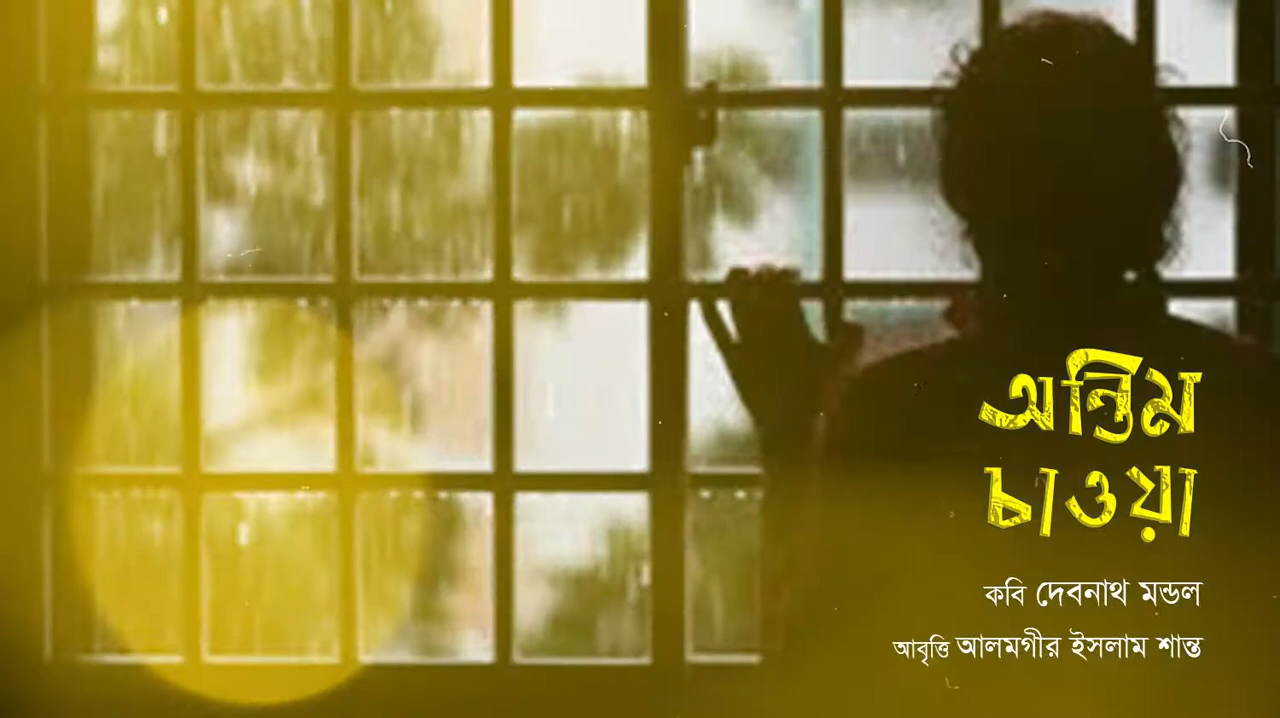 অন্তিম
চাওয়া
কবি দেবনাথ মন্ডল
আবৃত্তি আলমগীর ইসলাম শান্ত